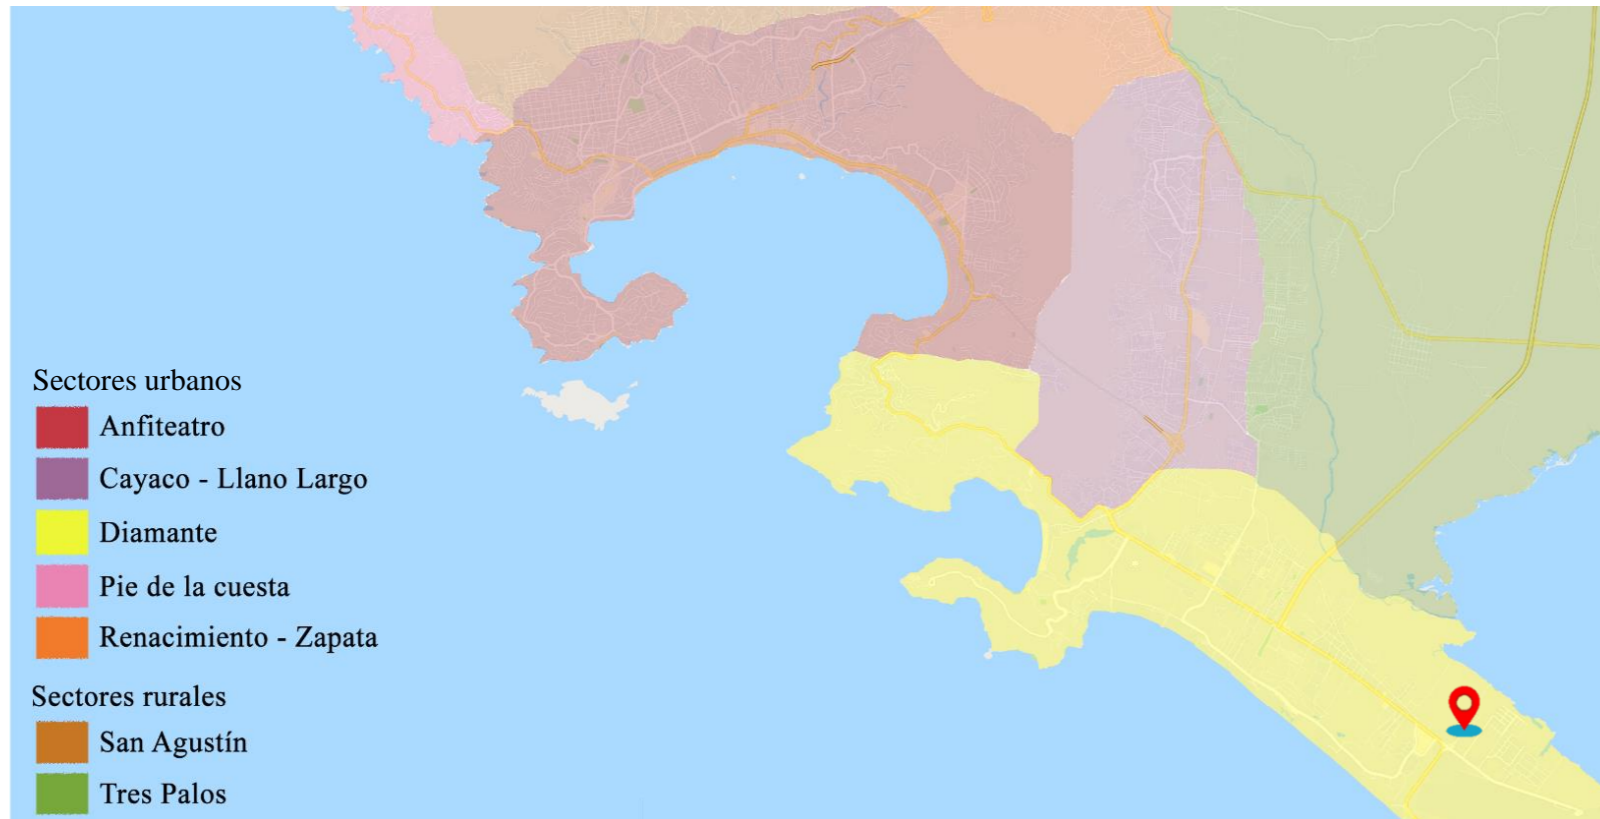 Sectores urbanos
Anfiteatro
Cayaco - Llano Largo
Diamante
Pie de la cuesta
Renacimiento - Zapata
Sectores rurales
San Agustín
Tres Palos